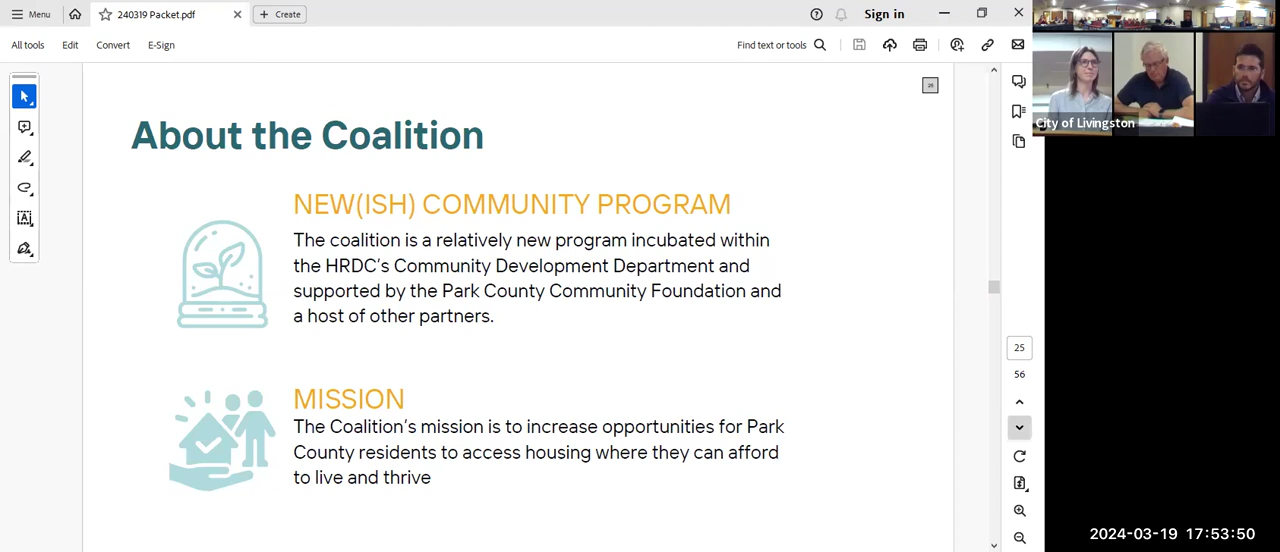 Menu
240319 Packet.pdf
Create
Sign in
All tools
Edit
Convert
E-Sign
Find text or tools
25
About the Coalition
NEW(ISH) COMMUNITY PROGRAM
The coalition is a relatively new program incubated within
the HRDC's Community Development Department and
supported by the Park County Community Foundation and
a host of other partners.
MISSION
The Coalition's mission is to increase opportunities for Park
County residents to access housing where they can afford
to live and thrive
City of Livingston
25
56
2024-03-19 17:53:50